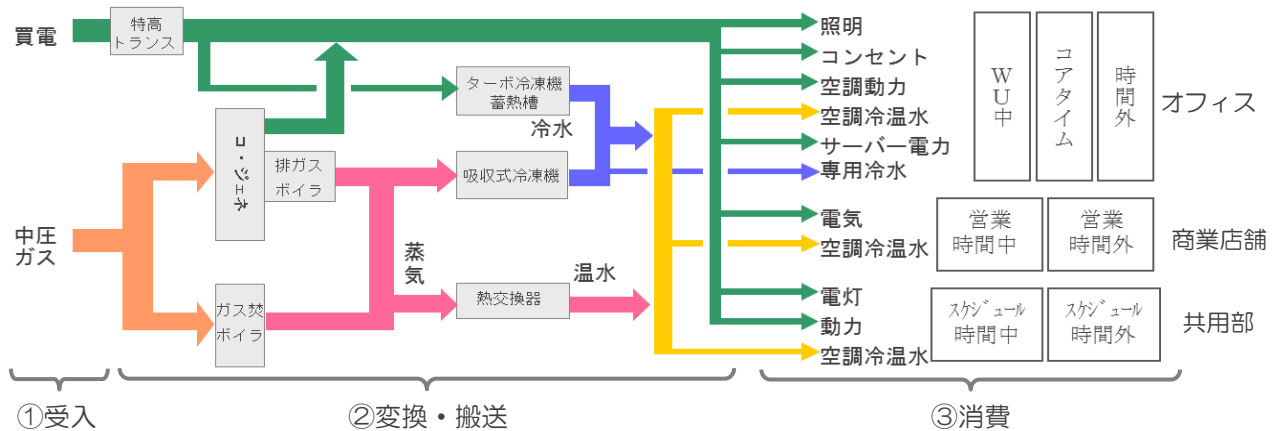 買電
特高
トランス
中圧
ガス
コ・ジェネ
排ガス
ボイラ
ガス焚
ボイラ
蒸気
ターボ冷凍機
蓄熱槽
冷水
吸収式冷凍機
熱交換器
温水
照明
コンセント
空調動力
空調冷温水
サーバー電力
専用冷水
WU中
コアタイム
時間外
オフィス
電気
空調冷温水
営業
時間中
営業
時間外
商業店舗
電灯
動力
空調冷温水
スケジュール
時間中
スケジュール
時間外
共用部
①受入
②変換・搬送
③消費